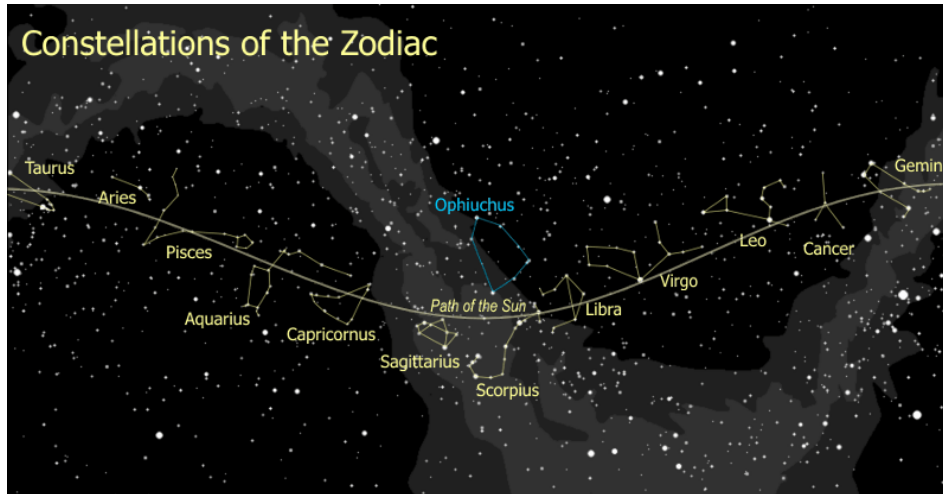 Constellations of the Zodiac
Taurus
Gemin
Aries
Ophiuchus
Pisces
Leo
Cancer
Virgo
Aquarius
Path of the Sun
Libra
Capricornus
Sagittarius
Scorpius